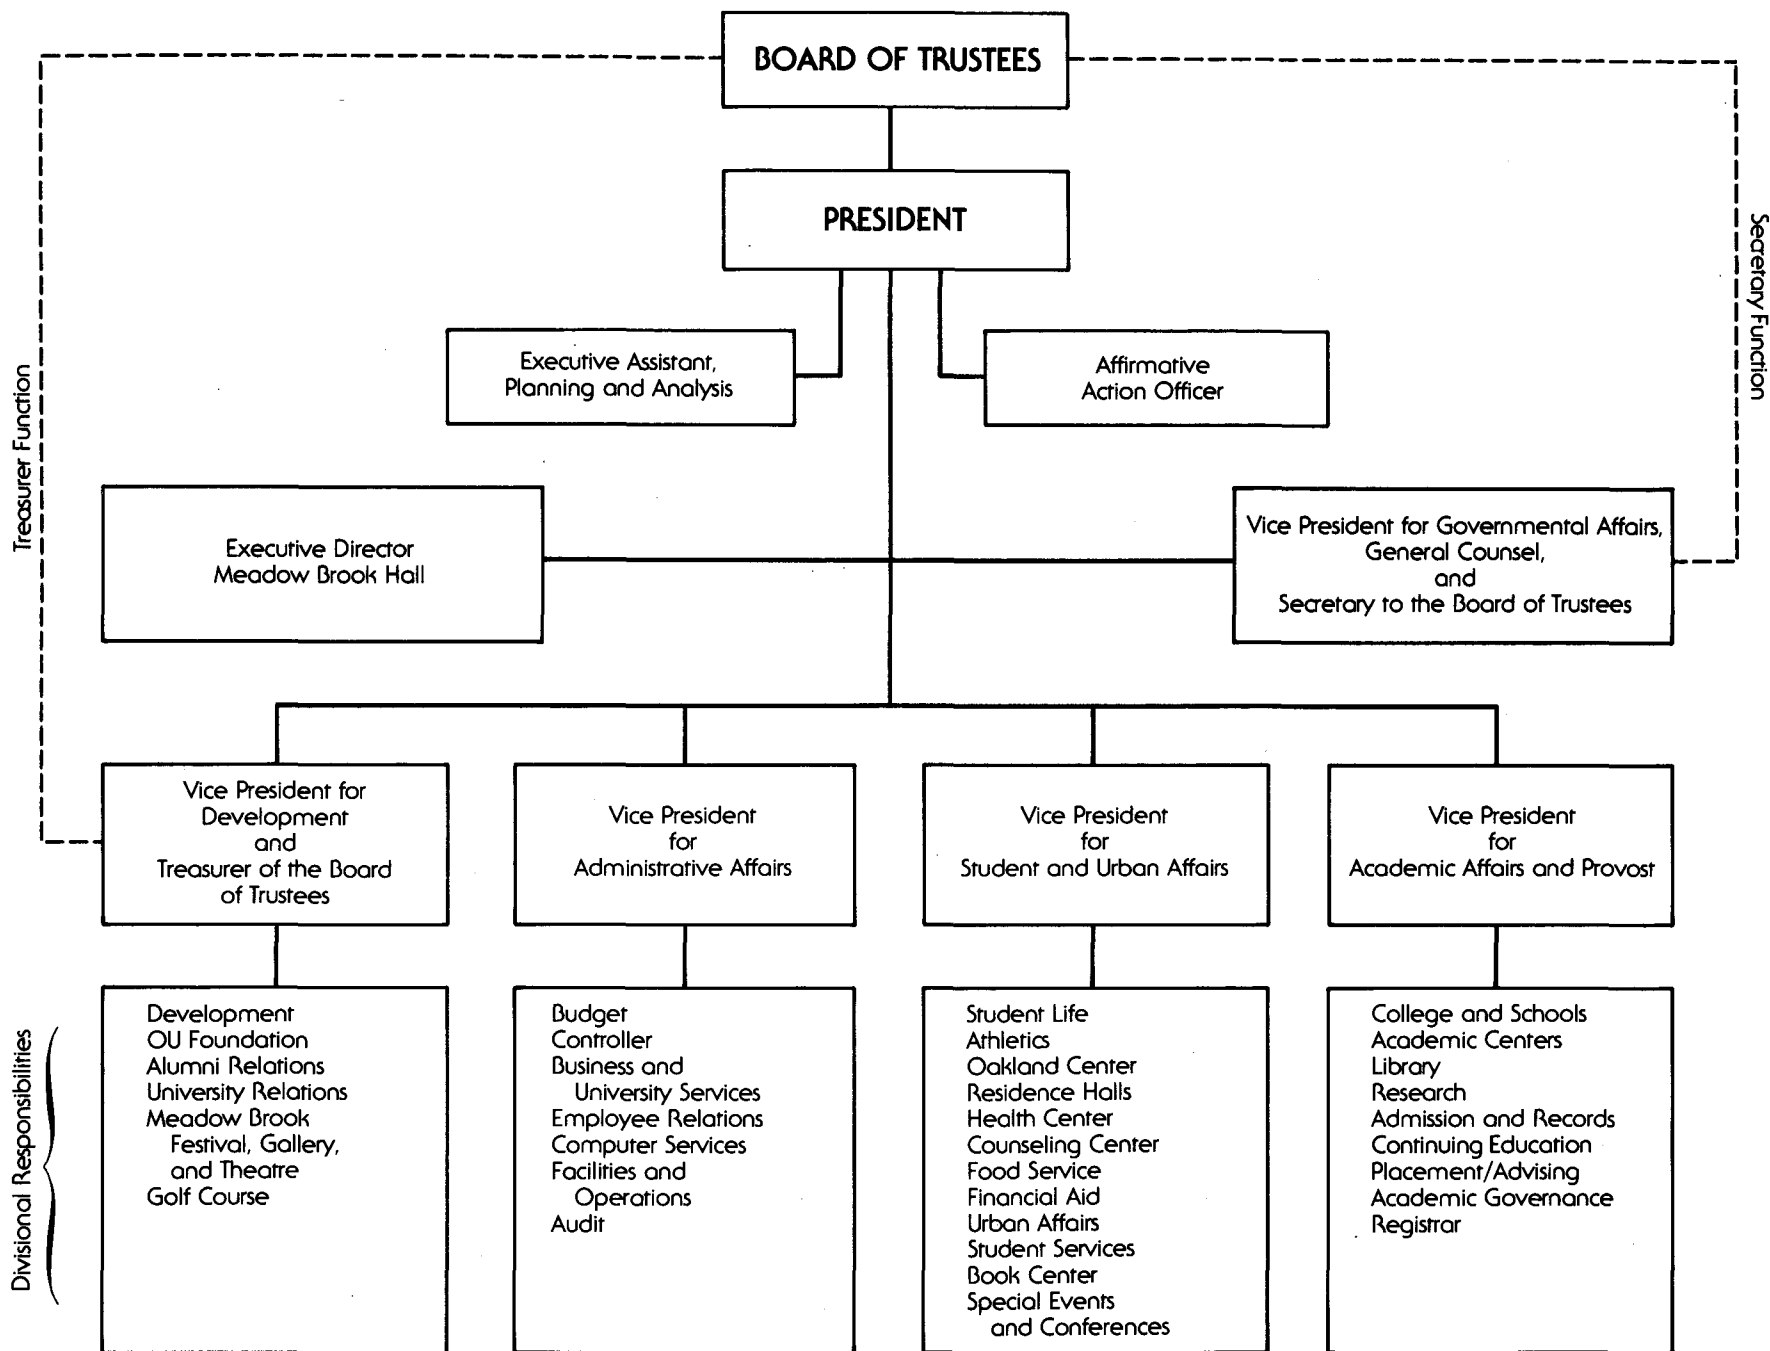 BOARD OF TRUSTEES
PRESIDENT
Treasurer Function
Secretary Function
Executive Assistant,
Planning and Analysis
Affirmative
Action Officer
Executive Director
Meadow Brook Hall
Vice President for Governmental Affairs,
General Counsel,
and
Secretary to the Board of Trustees
Vice President for
Development
and
Treasurer of the Board
of Trustees
Vice President
for
Administrative Affairs
Vice President
for
Student and Urban Affairs
Vice President
for
Academic Affairs and Provost
Divisional Responsibilities
Development
OU Foundation
Alumni Relations
University Relations
Meadow Brook
Festival, Gallery,
and Theatre
Golf Course
Budget
Controller
Business and
University Services
Employee Relations
Computer Services
Facilities and
Operations
Audit
Student Life
Athletics
Oakland Center
Residence Halls
Health Center
Counseling Center
Food Service
Financial Aid
Urban Affairs
Student Services
Book Center
Special Events
and Conferences
College and Schools
Academic Centers
Library
Research
Admission and Records
Continuing Education
Placement/Advising
Academic Governance
Registrar